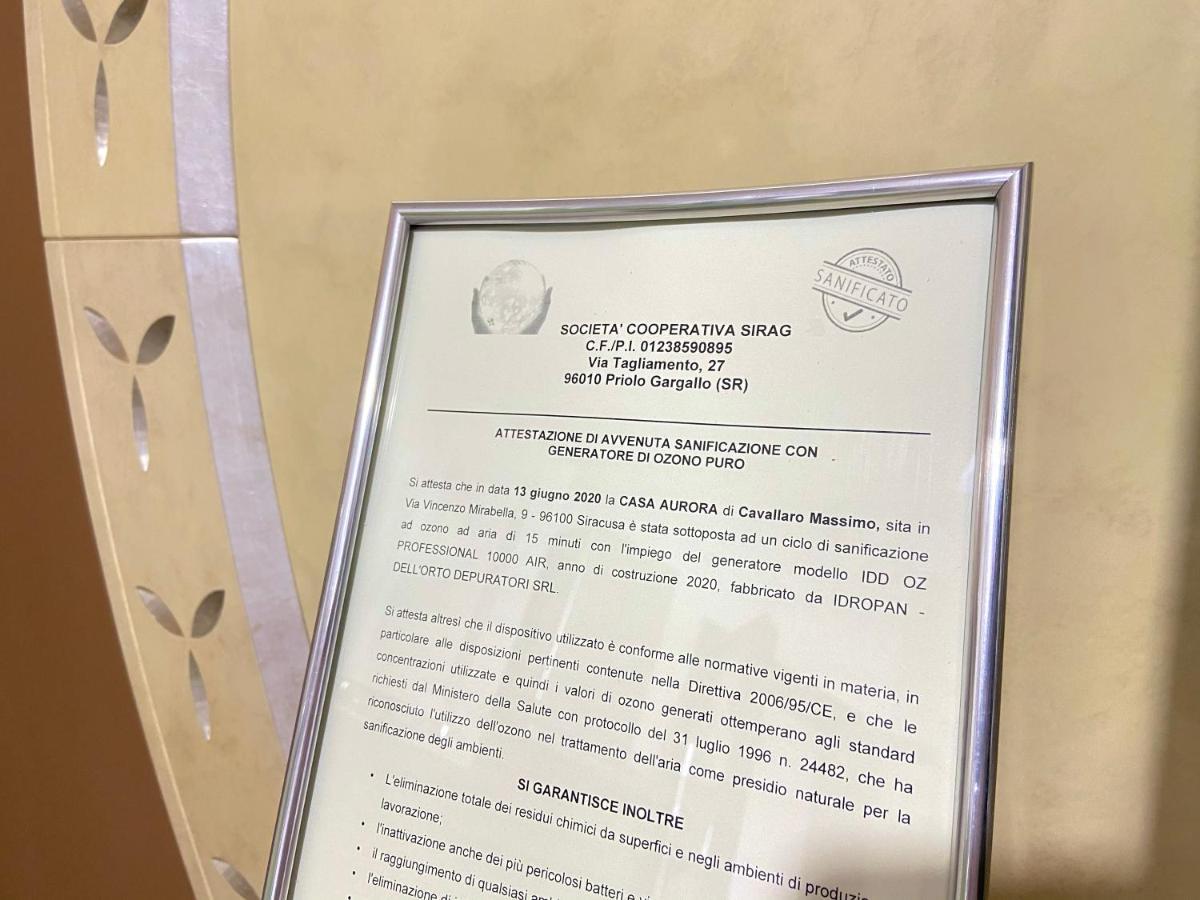 ATTESTATO
SANIFICATO
SOCIETA' COOPERATIVA SIRAG
C.F./P.I. 01238590895
Via Tagliamento, 27
96010 Priolo Gargallo (SR)
ATTESTAZIONE DI AVVENUTA SANIFICAZIONE CON
GENERATORE DI OZONO PURO
Si attesta che in data 13 giugno 2020 la CASA AURORA di Cavallaro Massimo, sita in
Via Vincenzo Mirabella, 9 - 96100 Siracusa è stata sottoposta ad un ciclo di sanificazione
ad ozono ad aria di 15 minuti con l'impiego del generatore modello IDD OZ
PROFESSIONAL 10000 AIR, anno di costruzione 2020, fabbricato da IDROPAN -
DELL'ORTO DEPURATORI SRL.
Si attesta altresì che il dispositivo utilizzato è conforme alle normative vigenti in materia, in
particolare alle disposizioni pertinenti contenute nella Direttiva 2006/95/CE, e che le
concentrazioni utilizzate e quindi i valori di ozono generati ottemperano agli standard
richiesti dal Ministero della Salute con protocollo del 31 luglio 1996 n. 24482, che ha
riconosciuto l'utilizzo dell'ozono nel trattamento dell'aria come presidio naturale per la
sanificazione degli ambienti.
SI GARANTISCE INOLTRE
• L'eliminazione totale dei residui chimici da superfici e negli ambienti di
lavorazione;
• l'inattivazione anche dei più pericolosi batteri e
• il raggiungimento di qualsiasi
• l'eliminazione di